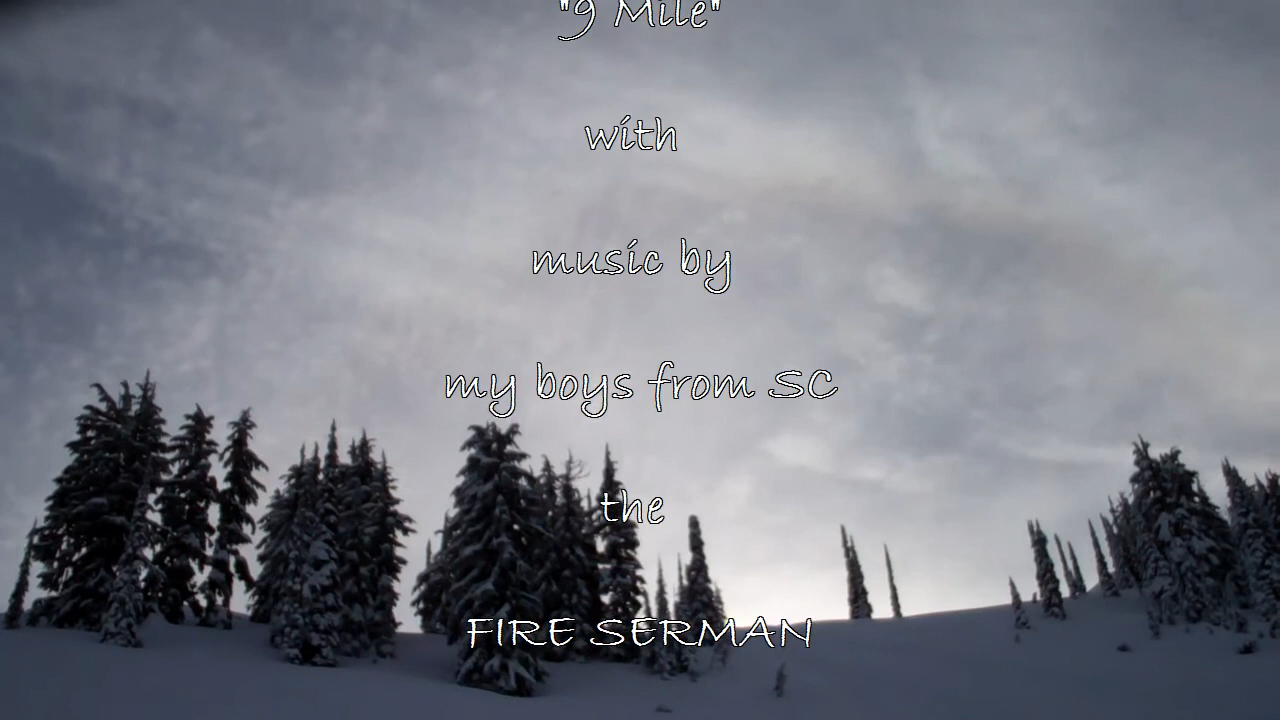 "9 Mile"
with
music by
my boys from SC
the
FIRE SERMAN